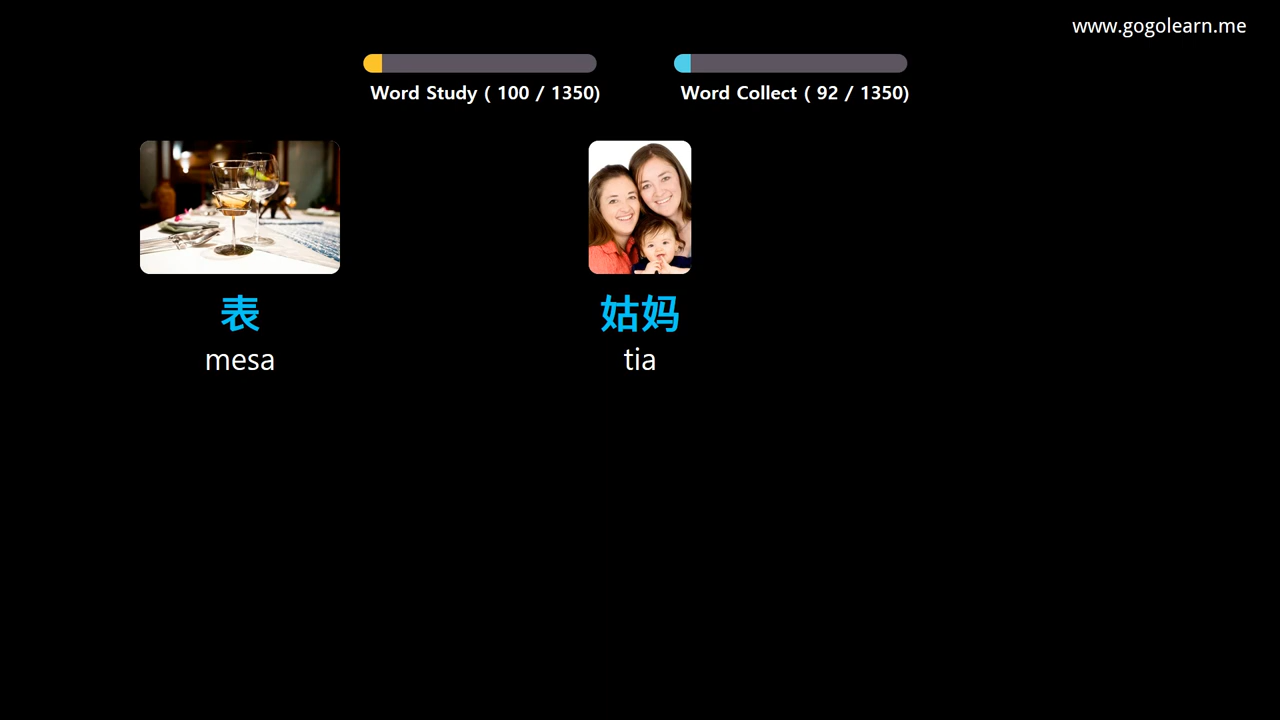 www.gogolearn.me
Word Study ( 100 / 1350)
Word Collect ( 92 / 1350)
表
mesa
姑妈
tia